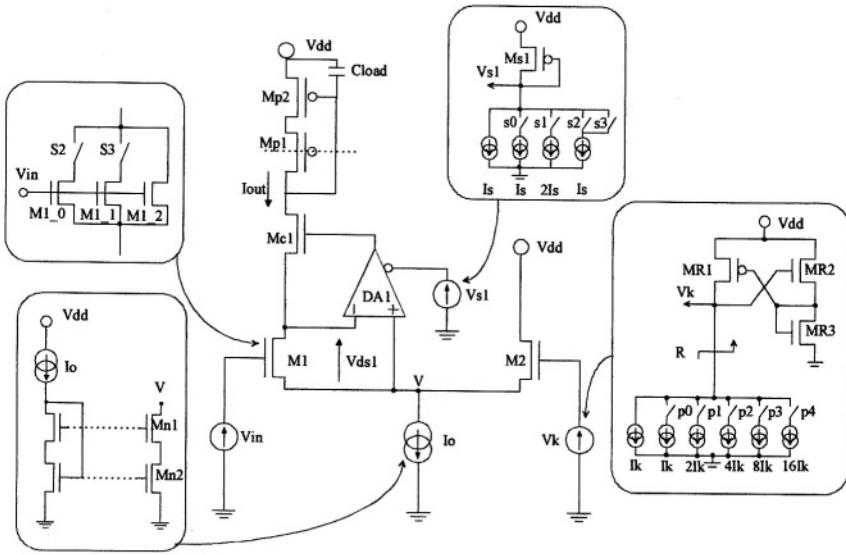 Vdd
Cload
Mp2
Mp1
Iout
Mc1
DA1
Vds1
M1
V
M2
Vdd
Vin
Io
Vk
Vs1
S2
S3
Vin
M1_0
M1_1
M1_2
Vdd
Ms1
Vs1
s0
s1
s2
s3
Is
Is
2Is
Is
Vdd
MR1
MR2
Vk
MR3
R
p0
p1
p2
p3
p4
Ik
Ik
2Ik
4Ik
8Ik
16Ik
Vdd
Io
V
Mn1
Mn2